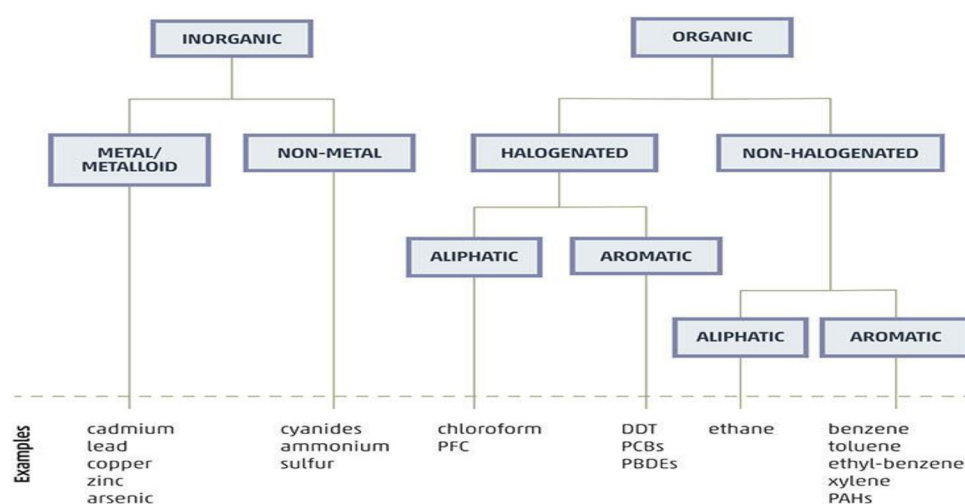 INORGANIC
ORGANIC
METAL/
METALLOID
NON-METAL
HALOGENATED
NON-HALOGENATED
ALIPHATIC
AROMATIC
ALIPHATIC
AROMATIC
Examples
cadmium
lead
copper
zinc
arsenic
cyanides
ammonium
sulfur
chloroform
PFC
DDT
PCBs
PBDEs
ethane
benzene
toluene
ethyl-benzene
xylene
PAHs